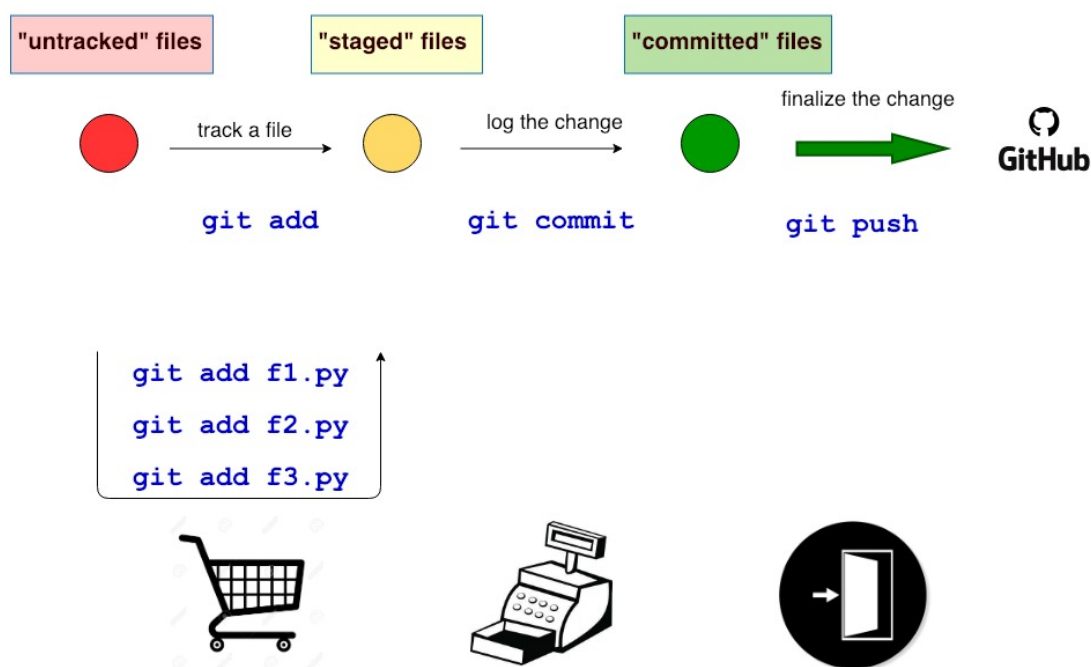 "untracked" files
"staged" files
"committed" files
track a file
log the change
finalize the change
GitHub
git add
git commit
git push
git add f1.py
git add f2.py
git add f3.py